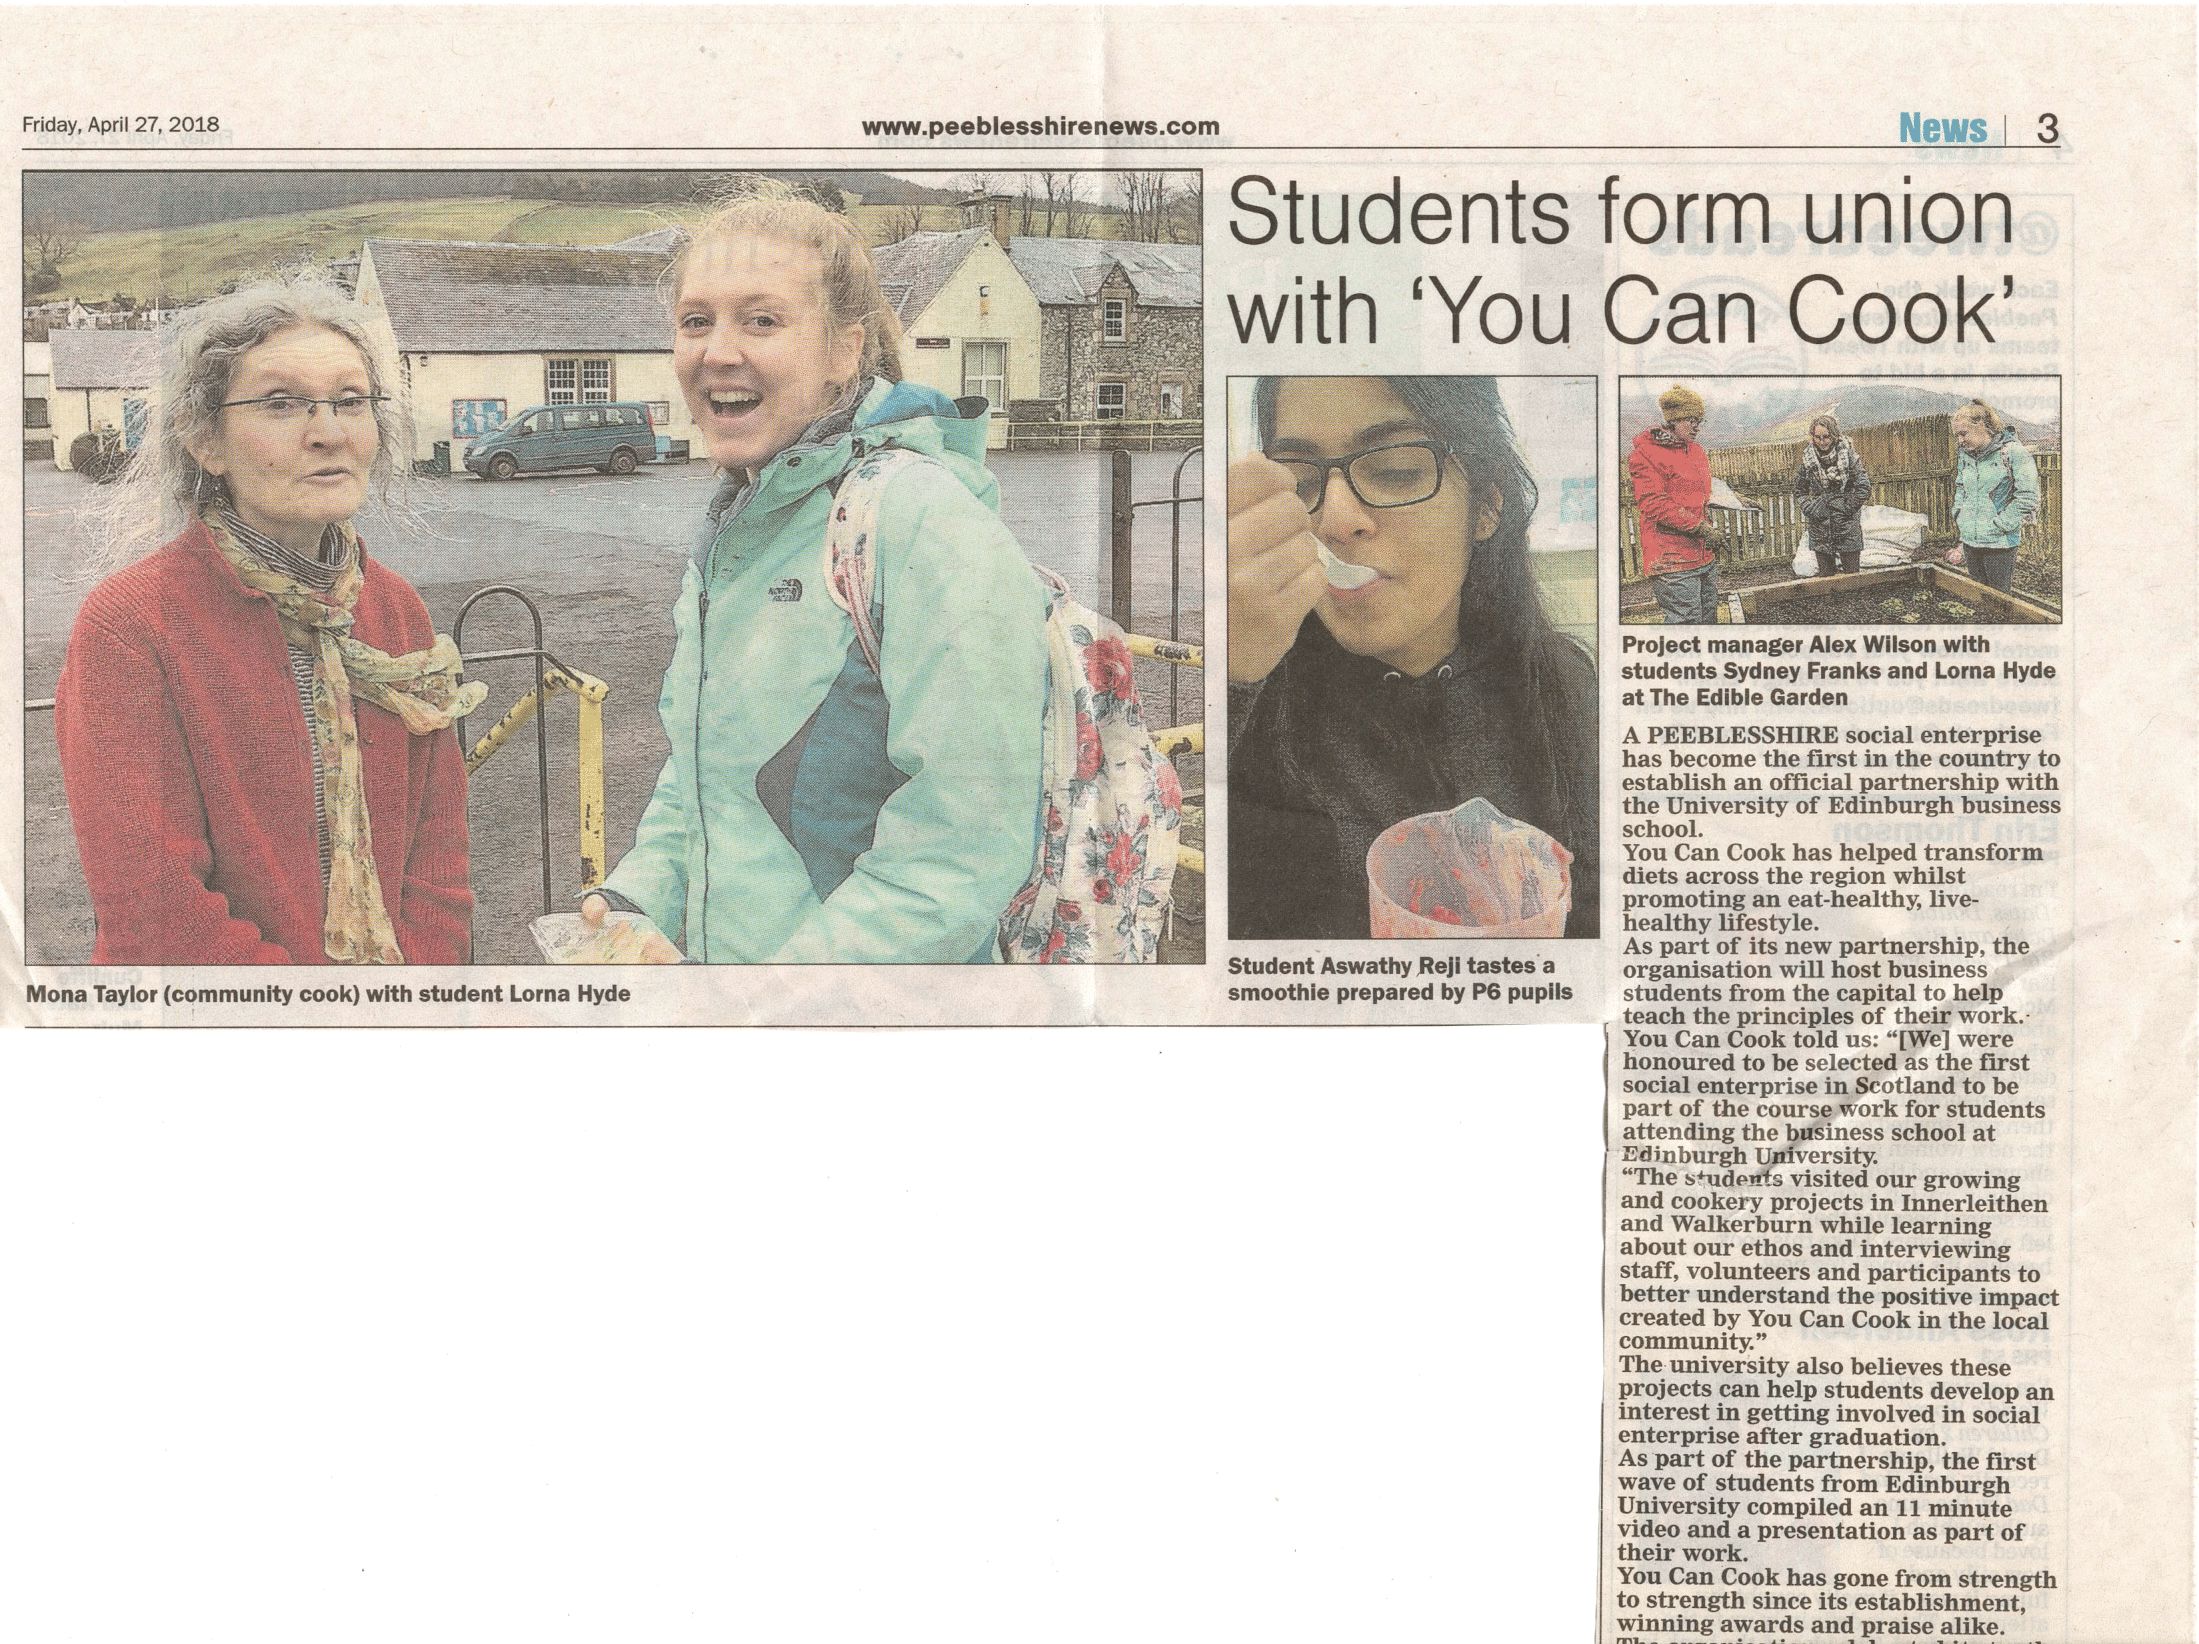 Friday, April 27, 2018
www.peeblesshirenews.com
News | 3
Students form union
with ‘You Can Cook’
THE
NORTH
FACE
Mona Taylor (community cook) with student Lorna Hyde
Student Aswathy Reji tastes a
smoothie prepared by P6 pupils
Project manager Alex Wilson with
students Sydney Franks and Lorna Hyde
at The Edible Garden
A PEEBLESSHIRE social enterprise
has become the first in the country to
establish an official partnership with
the University of Edinburgh business
school.
You Can Cook has helped transform
diets across the region whilst
promoting an eat-healthy, live-
healthy lifestyle.
As part of its new partnership, the
organisation will host business
students from the capital to help
teach the principles of their work.
You Can Cook told us: “[We] were
honoured to be selected as the first
social enterprise in Scotland to be
part of the course work for students
attending the business school at
Edinburgh University.
“The students visited our growing
and cookery projects in Innerleithen
and Walkerburn while learning
about our ethos and interviewing
staff, volunteers and participants to
better understand the positive impact
created by You Can Cook in the local
community.”
The university also believes these
projects can help students develop an
interest in getting involved in social
enterprise after graduation.
As part of the partnership, the first
wave of students from Edinburgh
University compiled an 11 minute
video and a presentation as part of
their work.
You Can Cook has gone from strength
to strength since its establishment,
winning awards and praise alike.